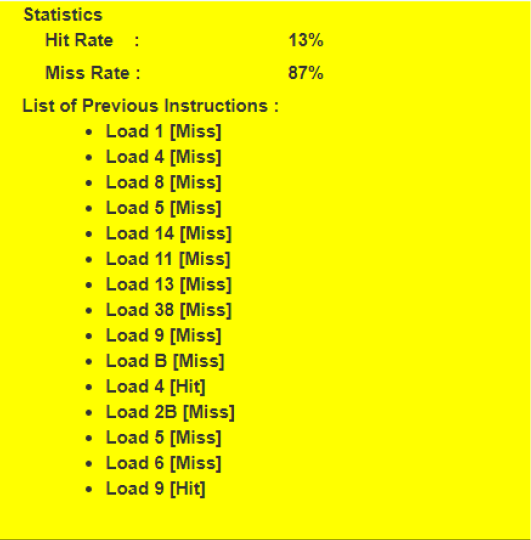 Statistics
Hit Rate : 13%
Miss Rate : 87%
List of Previous Instructions :
• Load 1 [Miss]
• Load 4 [Miss]
• Load 8 [Miss]
• Load 5 [Miss]
• Load 14 [Miss]
• Load 11 [Miss]
• Load 13 [Miss]
• Load 38 [Miss]
• Load 9 [Miss]
• Load B [Miss]
• Load 4 [Hit]
• Load 2B [Miss]
• Load 5 [Miss]
• Load 6 [Miss]
• Load 9 [Hit]